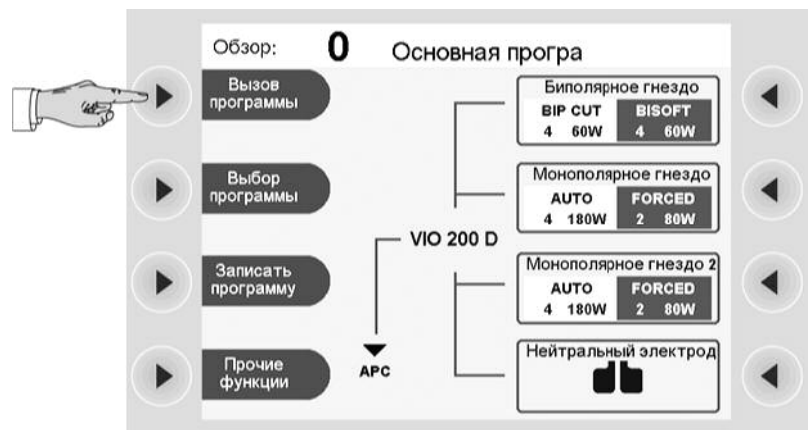 Обзор: 0 Основная програ
Вызов
программы
Выбор
программы
Записать
программу
Прочие
функции
VIO 200 D
APC
Биполярное гнездо
BIP CUT BISOFT
4 60W 4 60W
Монополярное гнездо
AUTO FORCED
4 180W 2 80W
Монополярное гнездо 2
AUTO FORCED
4 180W 2 80W
Нейтральный электрод